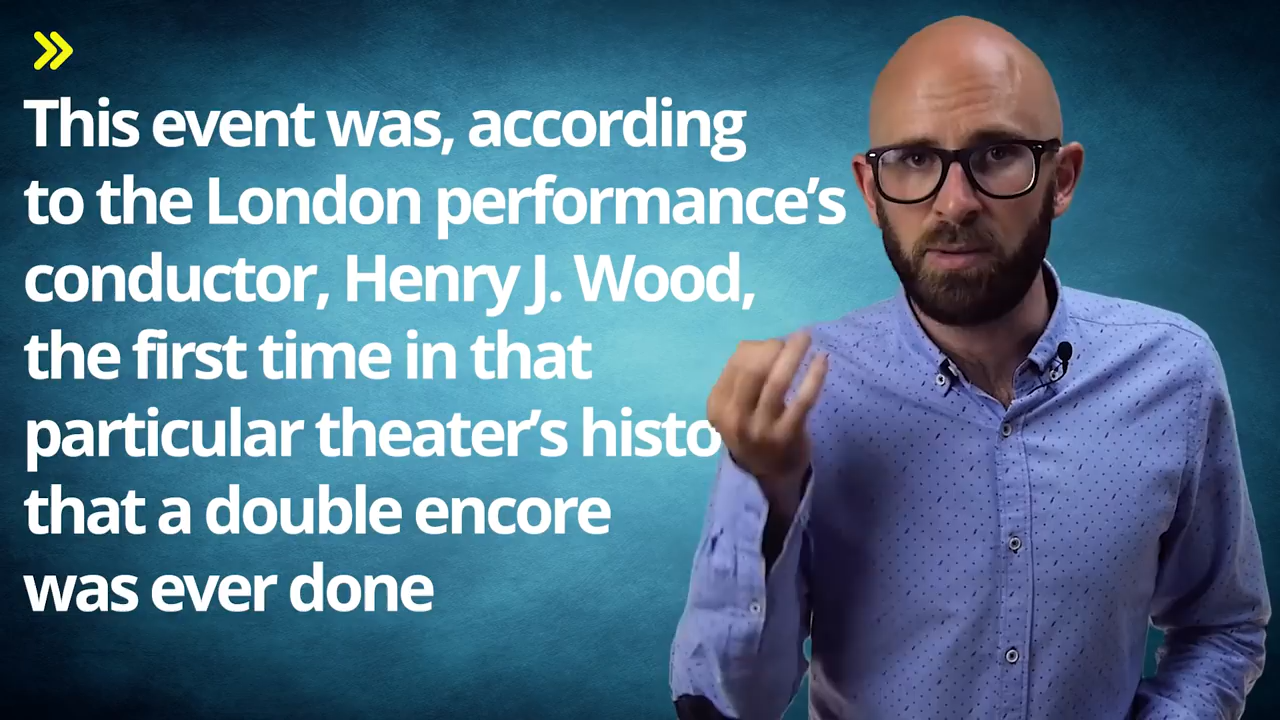 This event was, according
to the London performance’s
conductor, Henry J. Wood,
the first time in that
particular theater’s histo
that a double encore
was ever done